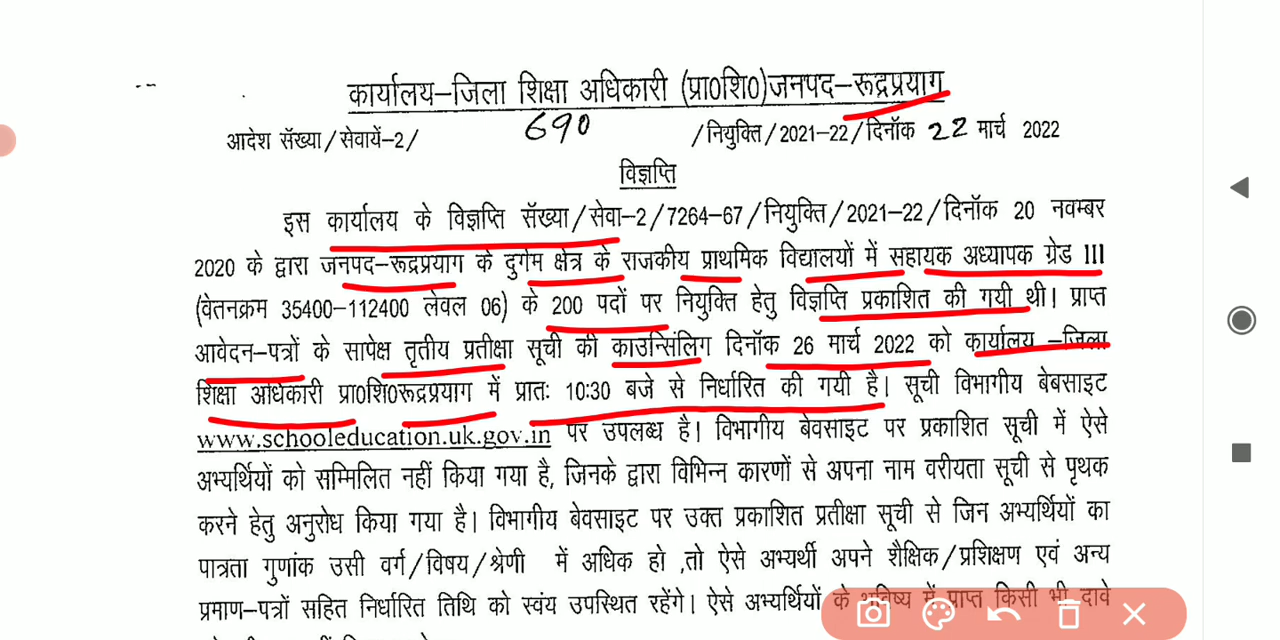 कार्यालय–जिला शिक्षा अधिकारी (प्रा0शि0)जनपद–रूद्रप्रयाग
आदेश सॅख्या/सेवायें–2/ 690 /नियुक्ति/2021–22/दिनॉक 22 मार्च 2022
विज्ञप्ति
इस कार्यालय के विज्ञप्ति सॅख्या/सेवा–2/7264–67/नियुक्ति/2021–22/दिनॉक 20 नवम्बर
2020 के द्वारा जनपद–रूद्रप्रयाग के दुर्गम क्षेत्र के राजकीय प्राथमिक विद्यालयों में सहायक अध्यापक ग्रेड III
(वेतनक्रम 35400–112400 लेवल 06) के 200 पदों पर नियुक्ति हेतु विज्ञप्ति प्रकाशित की गयी थी। प्राप्त
आवेदन–पत्रों के सापेक्ष तृतीय प्रतीक्षा सूची की काउन्सिंलिग दिनॉक 26 मार्च 2022 को कार्यालय –जिला
शिक्षा अधिकारी प्रा0शि0रूद्रप्रयाग में प्रातः 10:30 बजे से निर्धारित की गयी है। सूची विभागीय बेबसाइट
www.schooleducation.uk.gov.in पर उपलब्ध है। विभागीय बेवसाइट पर प्रकाशित सूची में ऐसे
अभ्यर्थियों को सम्मिलित नहीं किया गया है, जिनके द्वारा विभिन्न कारणों से अपना नाम वरीयता सूची से पृथक
करने हेतु अनुरोध किया गया है। विभागीय बेवसाइट पर उक्त प्रकाशित प्रतीक्षा सूची से जिन अभ्यर्थियों का
पात्रता गुणांक उसी वर्ग/विषय/श्रेणी में अधिक हो ,तो ऐसे अभ्यर्थी अपने शैक्षिक/प्रशिक्षण एवं अन्य
प्रमाण–पत्रों सहित निर्धारित तिथि को स्वंय उपस्थित रहेंगे। ऐसे अभ्यर्थियों के भविष्य में प्राप्त किसी भी दावे